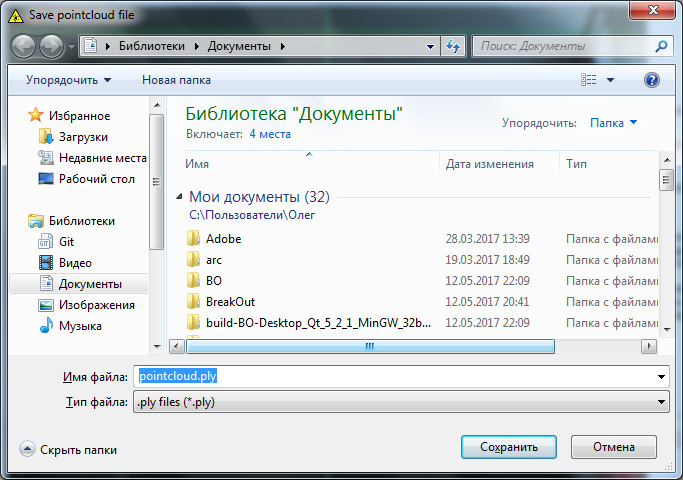 Save pointcloud file
Библиотеки Документы
Поиск: Документы
Упорядочить Новая папка
Избранное
Загрузки
Недавние места
Рабочий стол
Библиотеки
Git
Видео
Документы
Изображения
Музыка
Библиотека "Документы"
Включает: 4 места
Упорядочить: Папка
Имя Дата изменения Тип
Мои документы (32)
C:\Пользователи\Олег
Adobe 28.03.2017 13:39 Папка с файлами
arc 19.03.2017 18:49 Папка с файлами
BO 12.05.2017 22:09 Папка с файлами
BreakOut 12.05.2017 20:41 Папка с файлами
build-BO-Desktop_Qt_5_2_1_MinGW_32b... 12.05.2017 22:09 Папка с файлами
Имя файла: pointcloud.ply
Тип файла: .ply files (*.ply)
Скрыть папки Сохранить Отмена